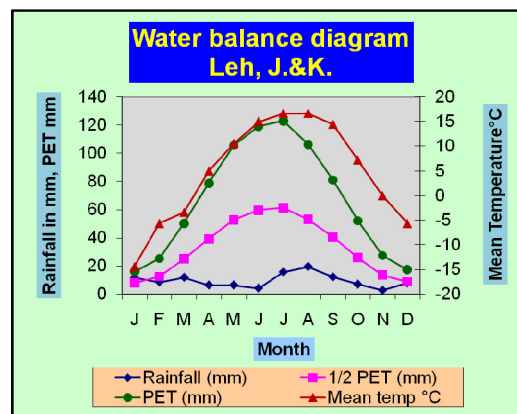 Water balance diagram
Leh, J.&K.
Rainfall in mm, PET mm
140
120
100
80
60
40
20
0
20
15
10
5
0
-5
-10
-15
-20
Mean Temperature°C
J F M A M J J A S O N D
Month
Rainfall (mm) 1/2 PET (mm)
PET (mm) Mean temp °C